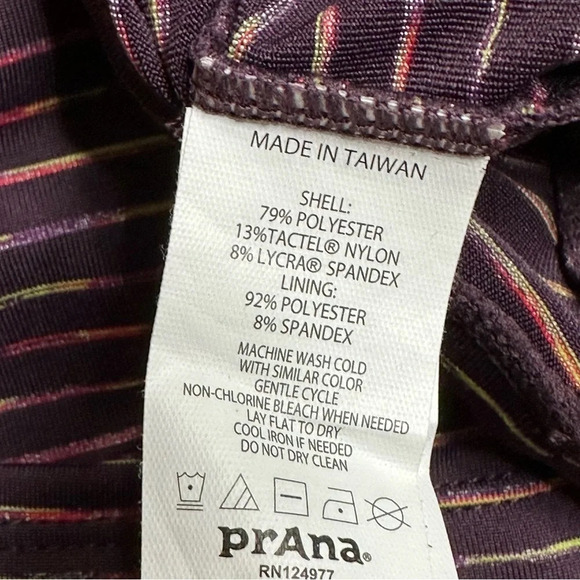 MADE IN TAIWAN
SHELL:
79% POLYESTER
13%TACTEL® NYLON
8% LYCRA® SPANDEX
LINING:
92% POLYESTER
8% SPANDEX
MACHINE WASH COLD
WITH SIMILAR COLOR
GENTLE CYCLE
NON-CHLORINE BLEACH WHEN NEEDED
LAY FLAT TO DRY
COOL IRON IF NEEDED
DO NOT DRY CLEAN
prAna®
RN124977